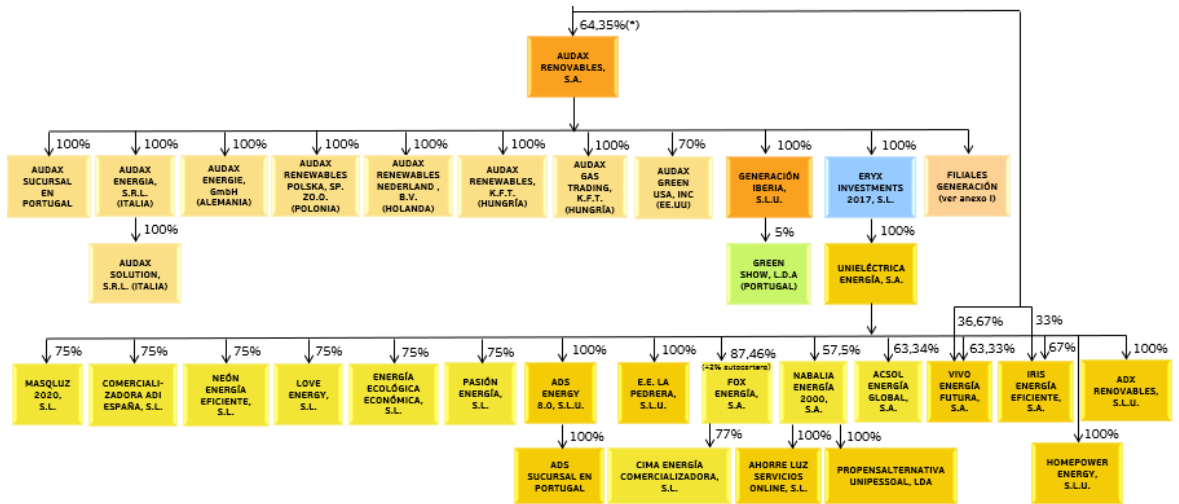 64,35%(*)
AUDAX
RENOVABLES,
S.A.
100%
100%
100%
100%
100%
100%
100%
70%
100%
100%
AUDAX
SUCURSAL
EN
PORTUGAL
AUDAX
ENERGIA,
S.R.L.
(ITALIA)
AUDAX
ENERGIE,
GmbH
(ALEMANIA)
AUDAX
RENEWABLES
POLSKA, SP.
ZO.O.
(POLONIA)
AUDAX
RENEWABLES
NEDERLAND ,
B.V.
(HOLANDA)
AUDAX
RENEWABLES,
K.F.T.
(HUNGRÍA)
AUDAX
GAS
TRADING,
K.F.T.
(HUNGRÍA)
AUDAX
GREEN
USA, INC
(EE.UU)
GENERACIÓN
IBERIA,
S.L.U.
ERYX
INVESTMENTS
2017, S.L.
FILIALES
GENERACIÓN
(ver anexo I)
100%
5%
100%
AUDAX
SOLUTION,
S.R.L. (ITALIA)
GREEN
SHOW, L.D.A
(PORTUGAL)
UNIELÉCTRICA
ENERGÍA, S.A.
36,67%
33%
75%
75%
75%
75%
75%
75%
100%
100%
87,46%
(+2% autocartera)
57,5%
63,34%
63,33%
67%
100%
MASQLUZ
2020,
S.L.
COMERCIALI-
ZADORA ADI
ESPAÑA, S.L.
NEÓN
ENERGÍA
EFICIENTE,
S.L.
LOVE
ENERGY,
S.L.
ENERGÍA
ECOLÓGICA
ECONÓMICA,
S.L.
PASIÓN
ENERGÍA,
S.L.
ADS
ENERGY
8.0, S.L.U.
E.E. LA
PEDRERA,
S.L.U.
FOX
ENERGÍA,
S.A.
NABALIA
ENERGÍA
2000,
S.A.
ACSOL
ENERGÍA
GLOBAL,
S.A.
VIVO
ENERGÍA
FUTURA,
S.A.
IRIS
ENERGÍA
EFICIENTE,
S.A.
ADX
RENOVABLES,
S.L.U.
100%
77%
100%
100%
100%
ADS
SUCURSAL EN
PORTUGAL
CIMA ENERGÍA
COMERCIALIZADORA,
S.L.
AHORRE LUZ
SERVICIOS
ONLINE, S.L.
PROPENSALTERNATIVA
UNIPESSOAL, LDA
HOMEPOWER
ENERGY,
S.L.U.